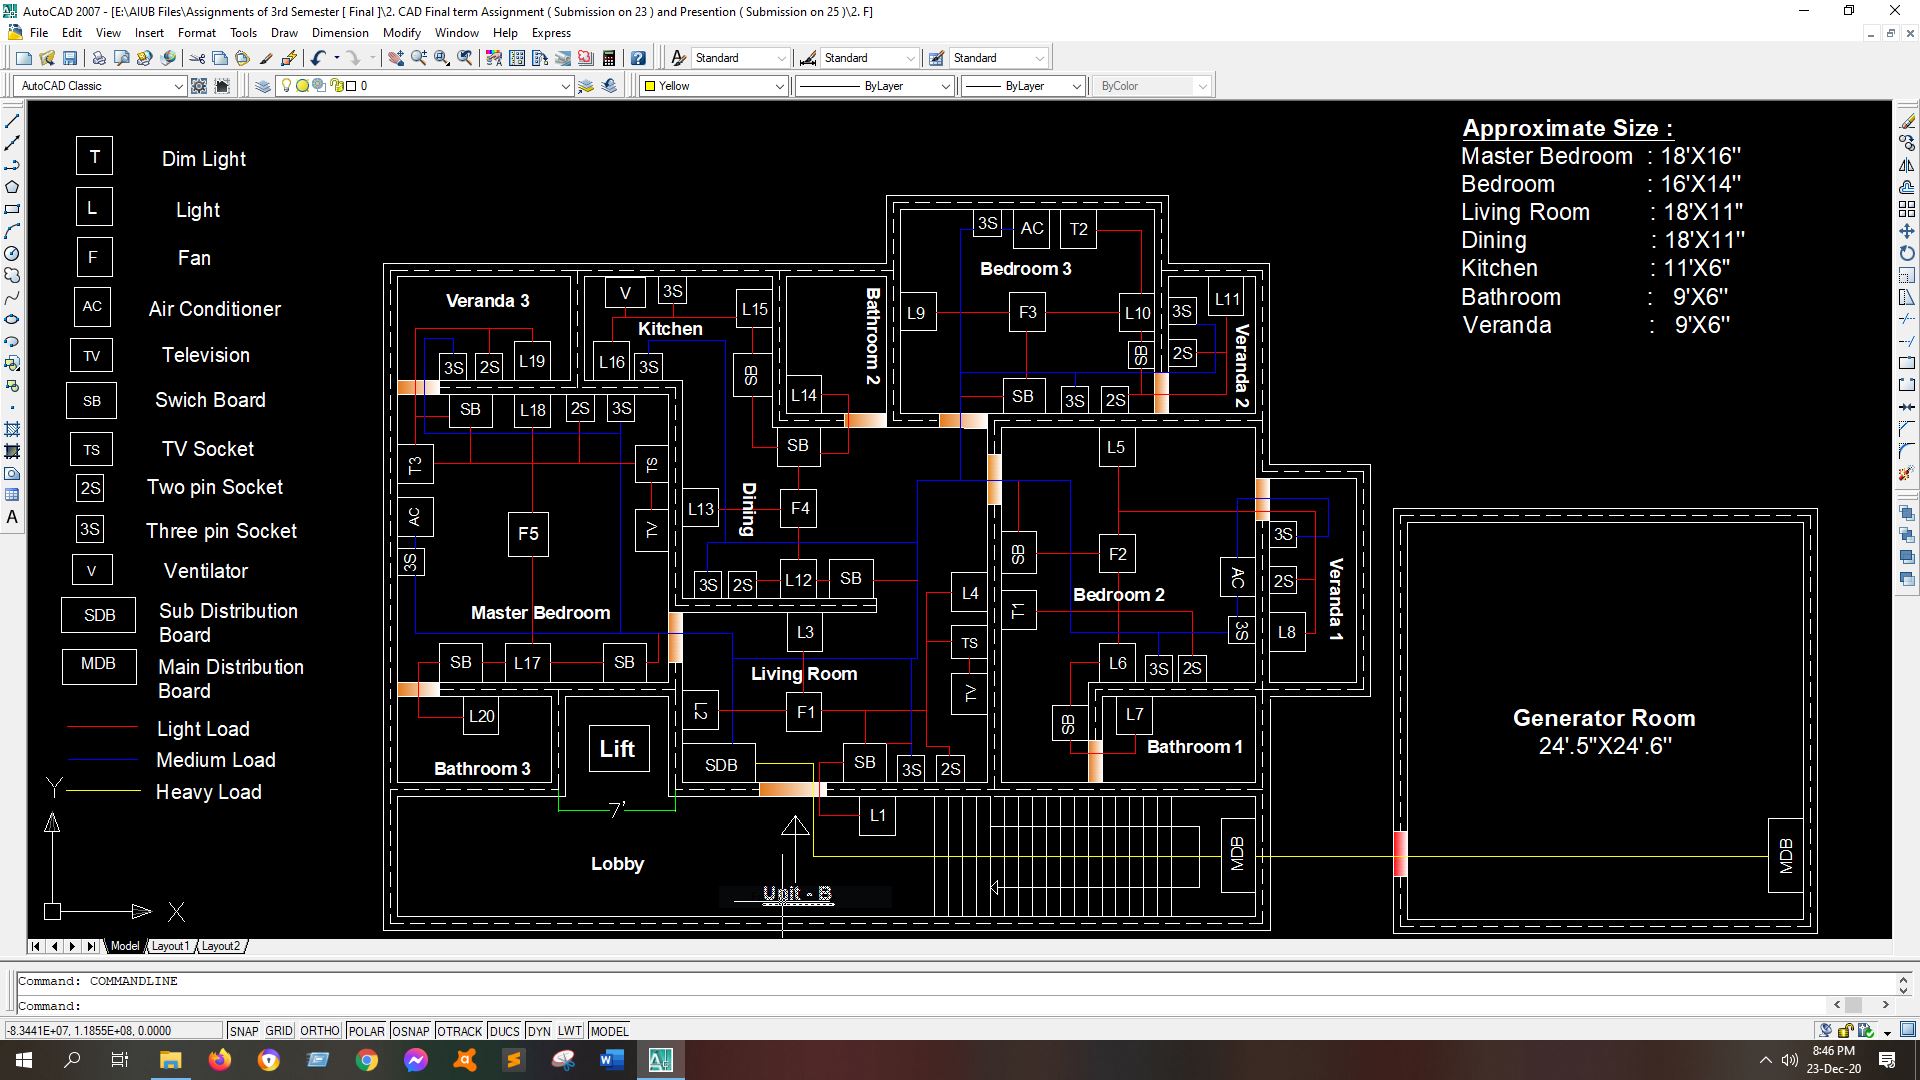 AutoCAD 2007 - [E:\AIUB Files\Assignments of 3rd Semester [ Final ]\2. CAD Final term Assignment ( Submission on 23 ) and Presention ( Submission on 25 )\2. F]
File Edit View Insert Format Tools Draw Dimension Modify Window Help Express
Standard Standard Standard
AutoCAD Classic 0 Yellow ByLayer ByLayer ByColor
T Dim Light
L Light
F Fan
AC Air Conditioner
TV Television
SB Swich Board
TS TV Socket
2S Two pin Socket
3S Three pin Socket
V Ventilator
SDB Sub Distribution
Board
MDB Main Distribution
Board
Light Load
Medium Load
Heavy Load
Y
X
Approximate Size :
Master Bedroom : 18'X16"
Bedroom : 16'X14"
Living Room : 18'X11"
Dining : 18'X11"
Kitchen : 11'X6"
Bathroom : 9'X6"
Veranda : 9'X6"
3S AC T2
Bedroom 3
L9 F3 L10
SB
SB 3S 2S
3S L11
2S
Veranda 2
Veranda 3
3S 2S L19
V 3S L15
Kitchen
L16 3S SB
Bathroom 2
L14
SB L18 2S 3S
T3 TS
AC TV
F5
3S
Master Bedroom
SB L17 SB
SB
L13 Dining F4
3S 2S L12 SB
L3
Living Room
L2 F1
SDB SB 3S 2S
L4
TS
TV
L5
SB F2
AC
Bedroom 2
T1
3S
L6 3S 2S
SB L7
Bathroom 1
3S
2S
L8
Veranda 1
L20
Bathroom 3
Lift
7'
L1
Lobby
Unit - B
MDB
Generator Room
24'.5"X24'.6"
MDB
Model Layout1 Layout2
Command: COMMANDLINE
Command:
-8.3441E+07, 1.1855E+08, 0.0000 SNAP GRID ORTHO POLAR OSNAP OTRACK DUCS DYN LWT MODEL
8:46 PM
23-Dec-20